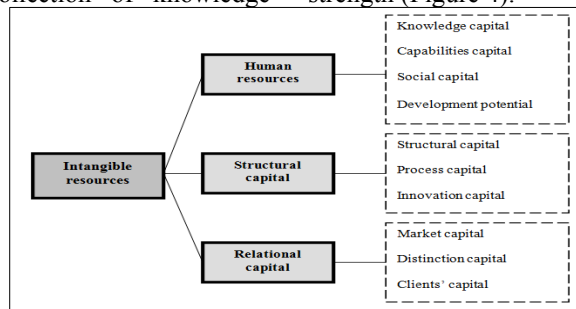 ollection of knowledge strength (Figure 4).
Intangible
resources
Human
resources
Knowledge capital
Capabilities capital
Social capital
Development potential
Structural
capital
Structural capital
Process capital
Innovation capital
Relational
capital
Market capital
Distinction capital
Clients' capital